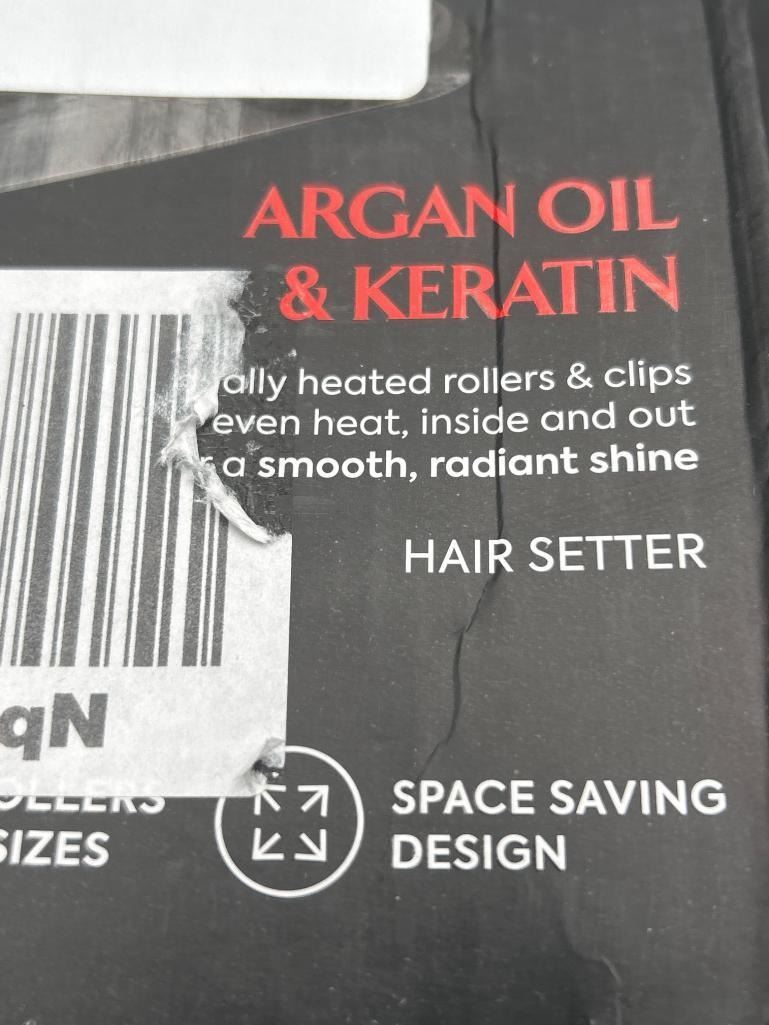 ARGAN OIL
& KERATIN
heated rollers & clips
even heat, inside and out
a smooth, radiant shine
HAIR SETTER
qN
SIZES
SPACE SAVING
DESIGN